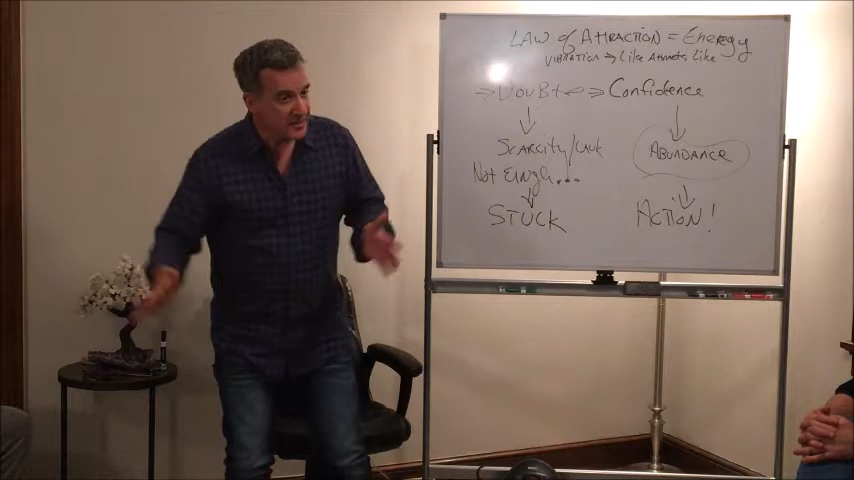 LAW of AttRACTION = Energy
VIBRATION → Like Attracts Like
⇒ DouBt ⇐ ⇒ Confidence
↓ ↓
SCARCity/LACK ABUNDANCE
Not Enough... ↓
↓
STUCK ACTION!